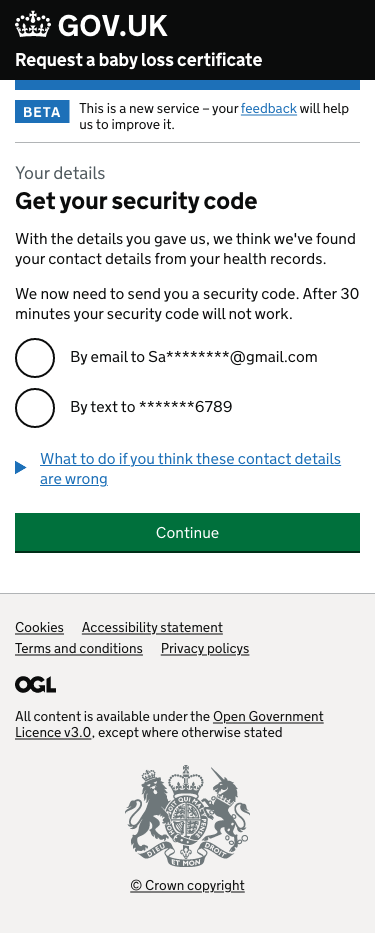 GOV.UK
Request a baby loss certificate
BETA
This is a new service – your feedback will help
us to improve it.
Your details
Get your security code
With the details you gave us, we think we've found
your contact details from your health records.
We now need to send you a security code. After 30
minutes your security code will not work.
By email to Sa********@gmail.com
By text to *******6789
What to do if you think these contact details
are wrong
Continue
Cookies Accessibility statement
Terms and conditions Privacy policys
OGL
All content is available under the Open Government
Licence v3.0, except where otherwise stated
DIEU ET MON
© Crown copyright